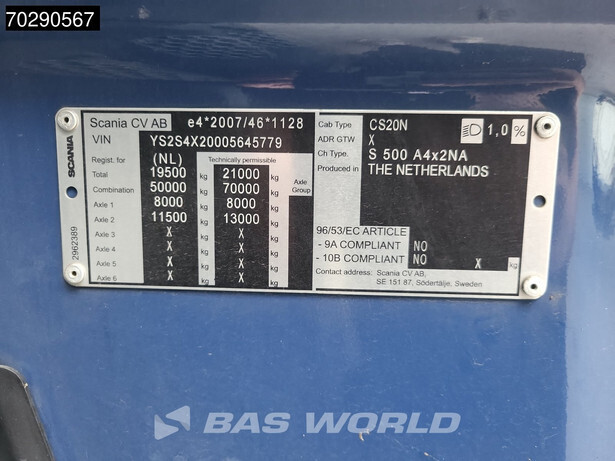 70290567
Scania CV AB e4*2007/46*1128
VIN YS2S4X20005645779
Regist. for (NL) Technically permissible
Total 19500 kg 21000 kg Axle Group
Combination 50000 kg 70000 kg
Axle 1 8000 kg 8000 kg
Axle 2 11500 kg 13000 kg
Axle 3 X kg X kg
Axle 4 X kg X kg
Axle 5 X kg X kg
Axle 6 X kg X kg
SCANIA
2962389
Cab Type CS20N 1,0 %
ADR GTW X
Ch Type. S 500 A4x2NA
Produced in THE NETHERLANDS
96/53/EC ARTICLE
- 9A COMPLIANT NO
- 10B COMPLIANT NO X kg
Contact address: Scania CV AB,
SE 151 87, Södertälje, Sweden
BAS WORLD